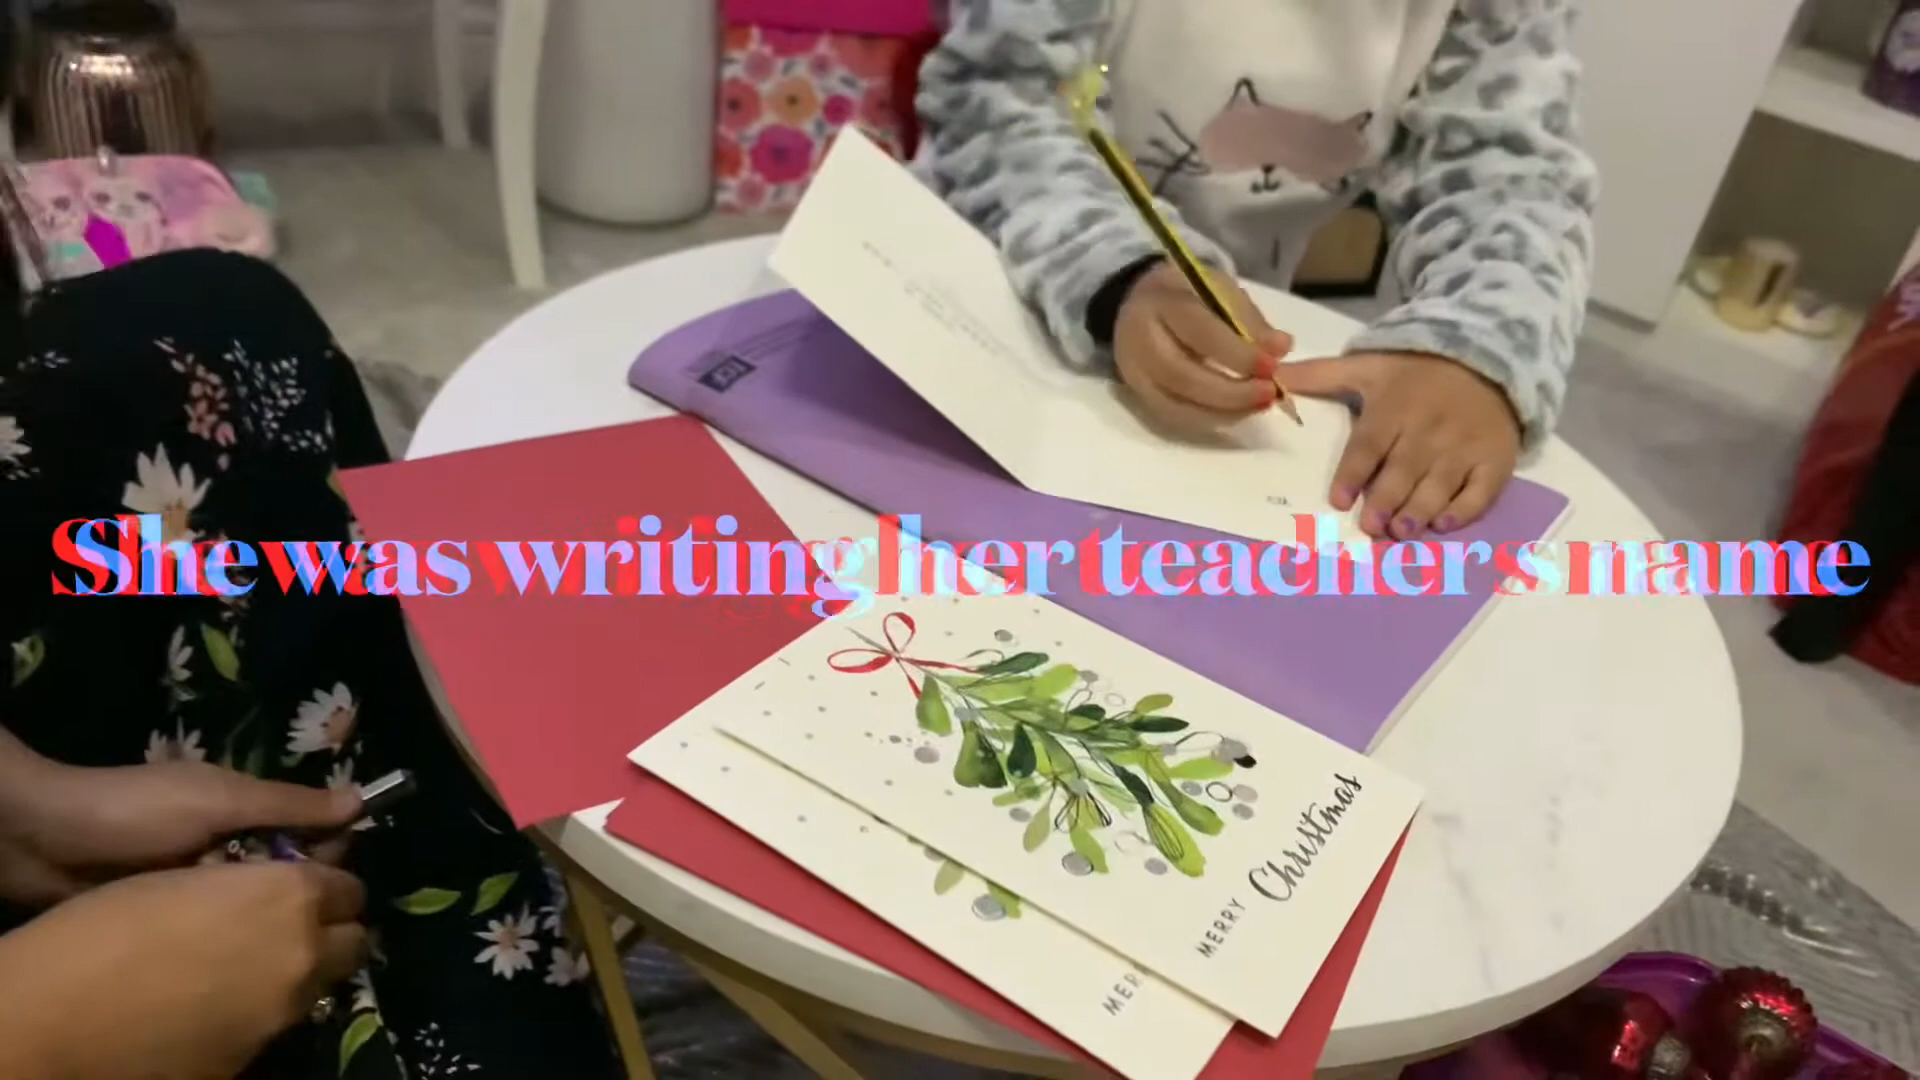 She was writing her teachers name
MERRY
Christmas
MER